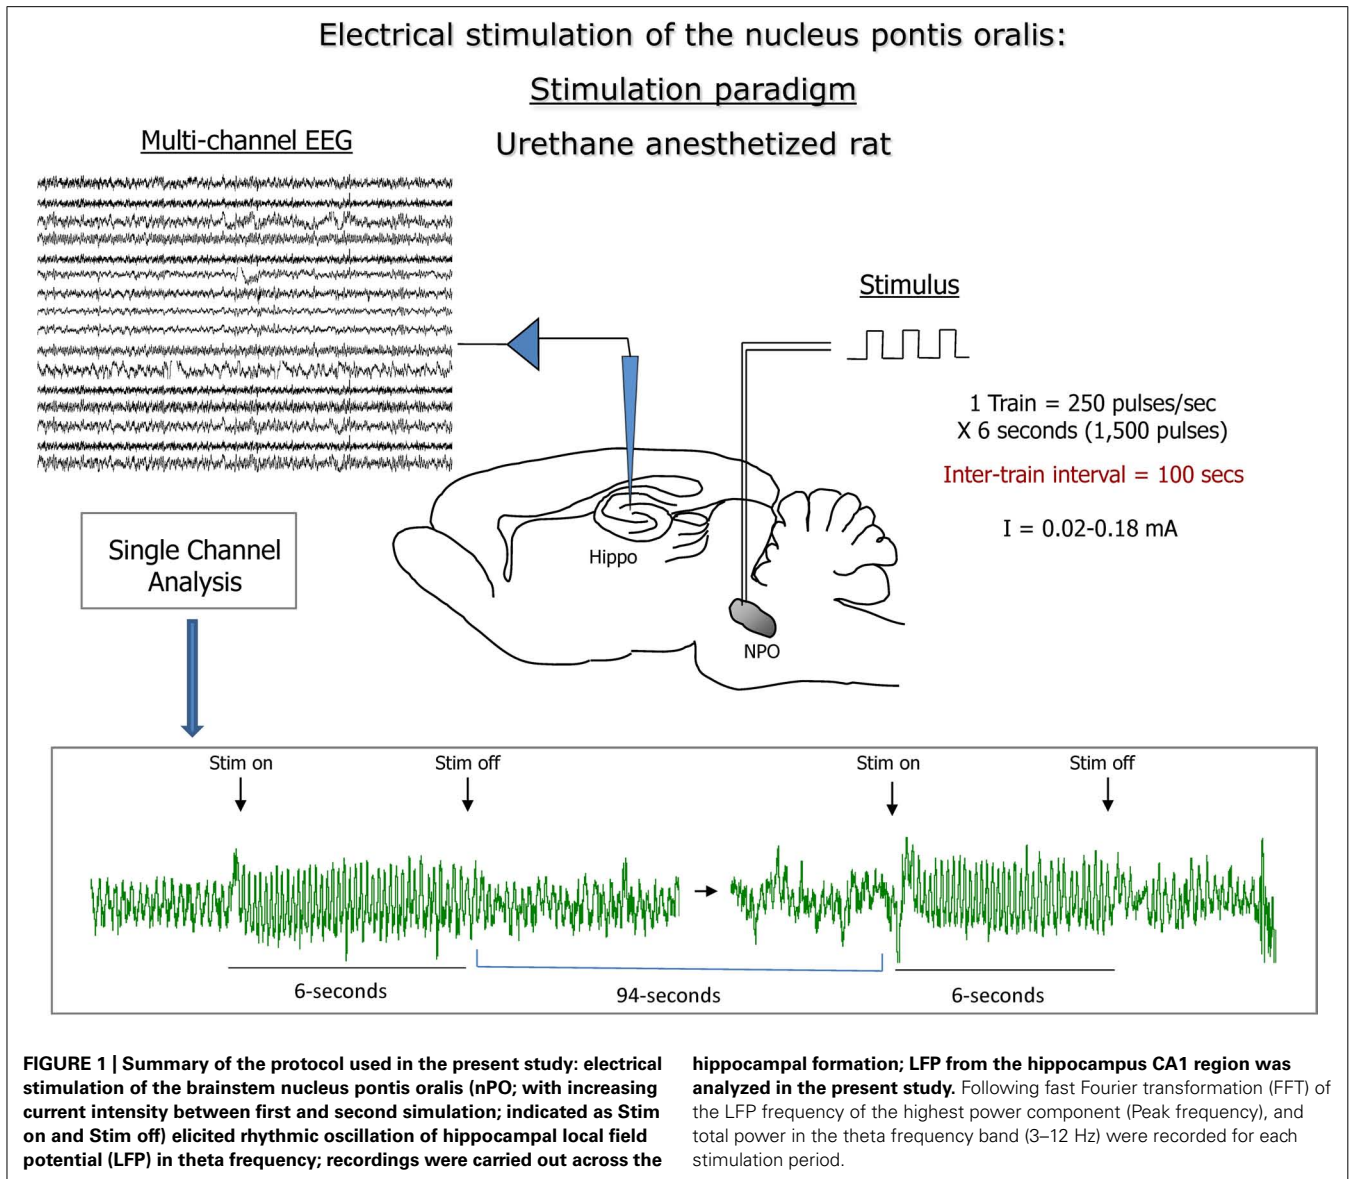 Electrical stimulation of the nucleus pontis oralis:
Stimulation paradigm
Urethane anesthetized rat
Multi-channel EEG
Stimulus
1 Train = 250 pulses/sec
X 6 seconds (1,500 pulses)
Inter-train interval = 100 secs
I = 0.02-0.18 mA
Hippo
NPO
Single Channel
Analysis
Stim on
Stim off
Stim on
Stim off
6-seconds
94-seconds
6-seconds
FIGURE 1 | Summary of the protocol used in the present study: electrical
stimulation of the brainstem nucleus pontis oralis (nPO; with increasing
current intensity between first and second simulation; indicated as Stim
on and Stim off) elicited rhythmic oscillation of hippocampal local field
potential (LFP) in theta frequency; recordings were carried out across the
hippocampal formation; LFP from the hippocampus CA1 region was
analyzed in the present study. Following fast Fourier transformation (FFT) of
the LFP frequency of the highest power component (Peak frequency), and
total power in the theta frequency band (3–12 Hz) were recorded for each
stimulation period.